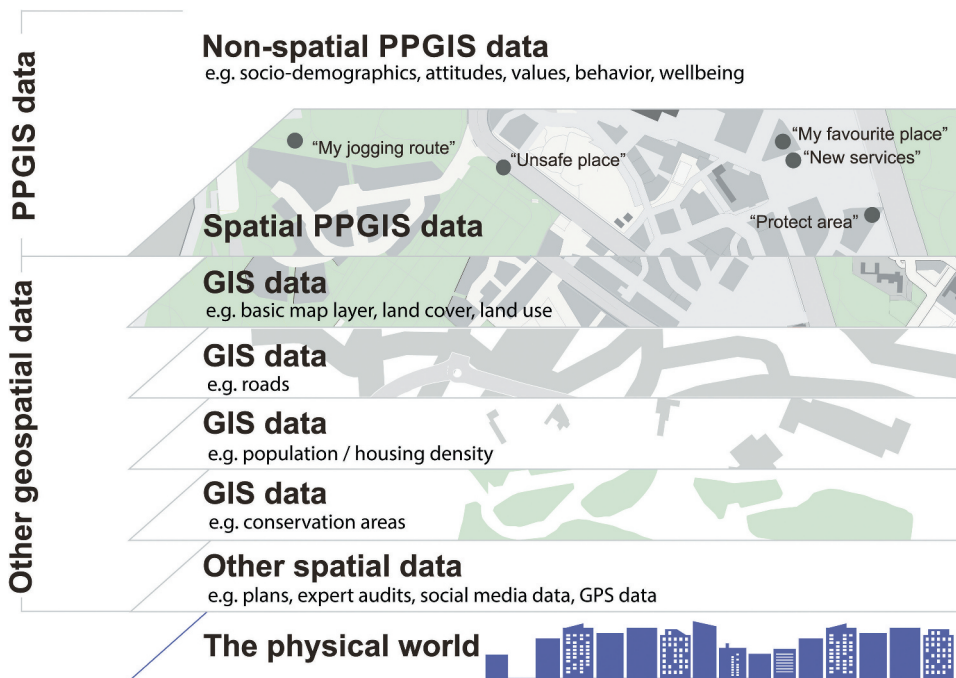 PPGIS data
Non-spatial PPGIS data
e.g. socio-demographics, attitudes, values, behavior, wellbeing
“My jogging route”
“Unsafe place”
“My favourite place”
“New services”
“Protect area”
Spatial PPGIS data
Other geospatial data
GIS data
e.g. basic map layer, land cover, land use
GIS data
e.g. roads
GIS data
e.g. population / housing density
GIS data
e.g. conservation areas
Other spatial data
e.g. plans, expert audits, social media data, GPS data
The physical world